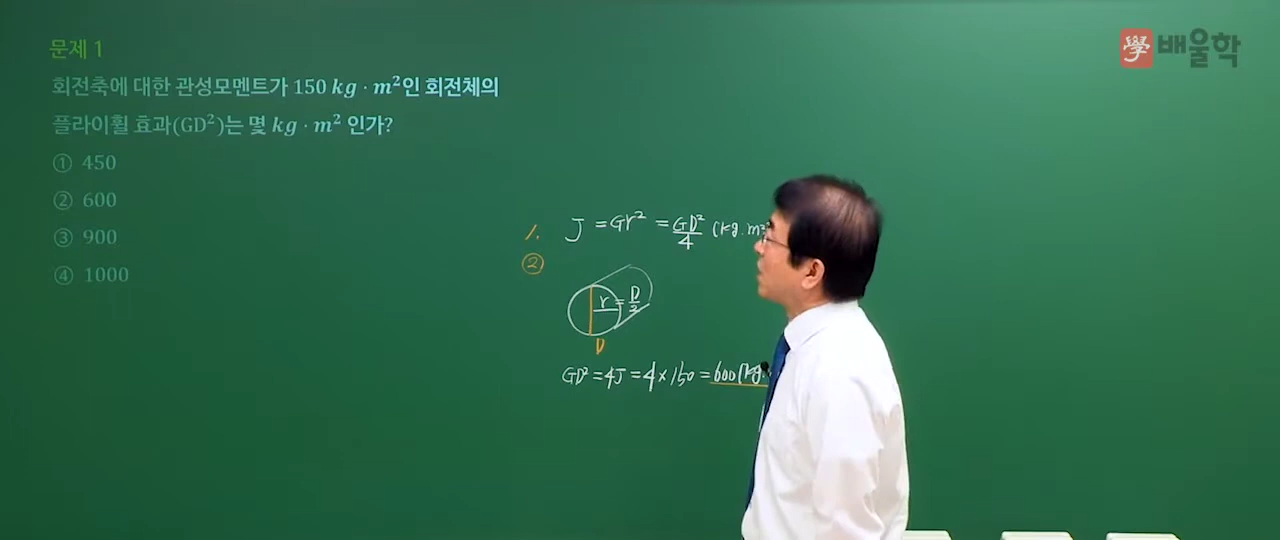 문제 1
學 배울학
회전축에 대한 관성모멘트가 150 kg · m²인 회전체의
플라이휠 효과(GD²)는 몇 kg · m² 인가?
① 450
② 600
③ 900
④ 1000
1. J = Gr² = GD²/4 (kg.m²
②
r = D/2
D
GD² = 4J = 4 × 150 = 600 (kg.